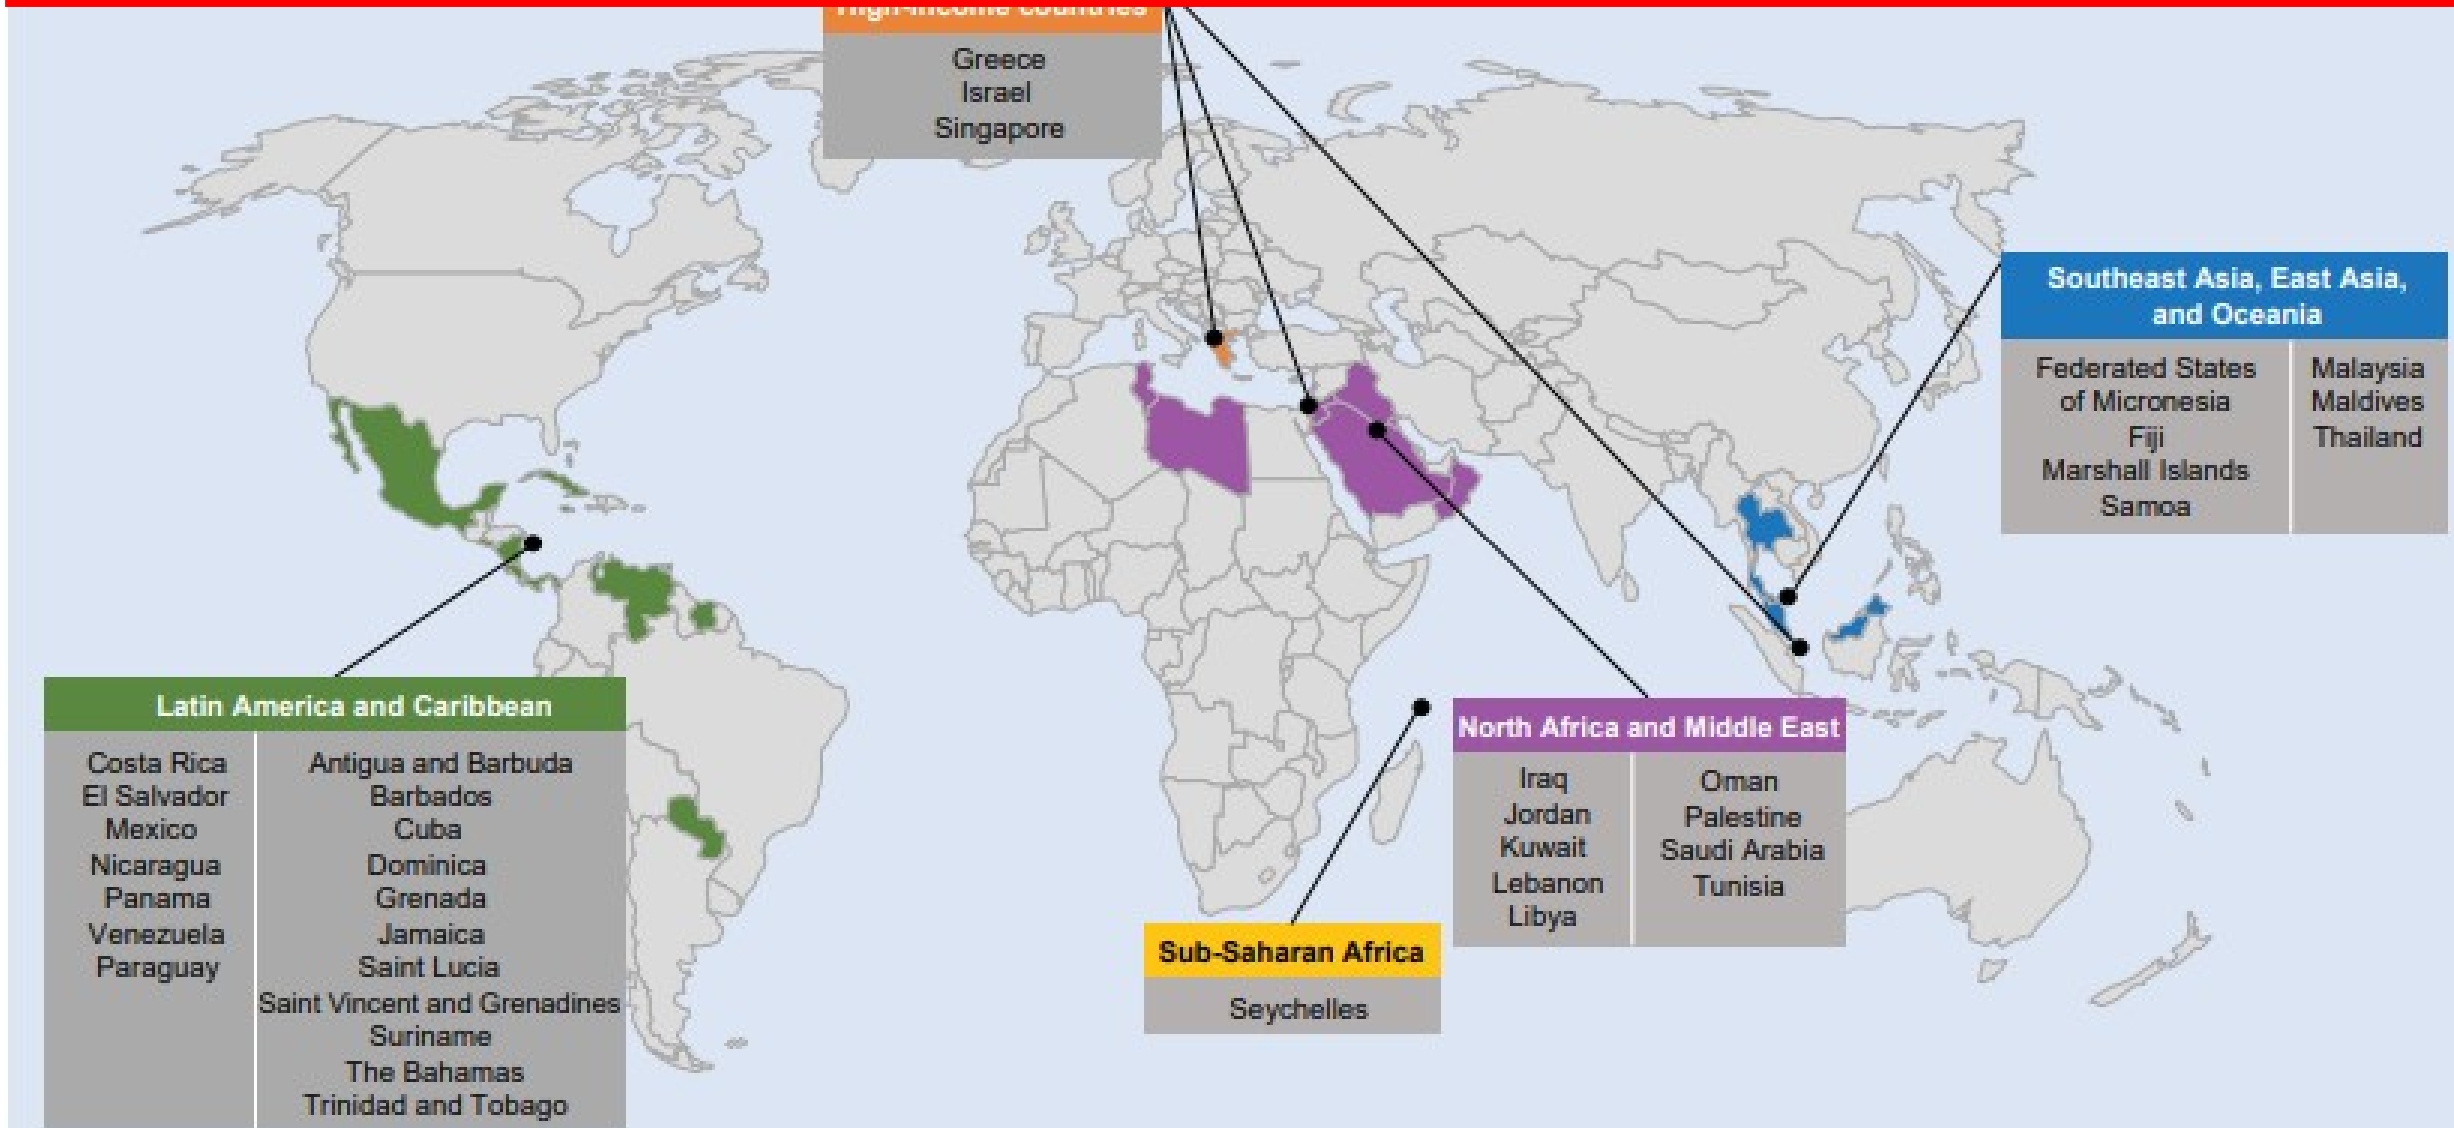 High-income countries
Greece
Israel
Singapore
Southeast Asia, East Asia,
and Oceania
Federated States
of Micronesia
Fiji
Marshall Islands
Samoa
Malaysia
Maldives
Thailand
Latin America and Caribbean
Costa Rica
El Salvador
Mexico
Nicaragua
Panama
Venezuela
Paraguay
Antigua and Barbuda
Barbados
Cuba
Dominica
Grenada
Jamaica
Saint Lucia
Saint Vincent and Grenadines
Suriname
The Bahamas
Trinidad and Tobago
North Africa and Middle East
Iraq
Jordan
Kuwait
Lebanon
Libya
Oman
Palestine
Saudi Arabia
Tunisia
Sub-Saharan Africa
Seychelles